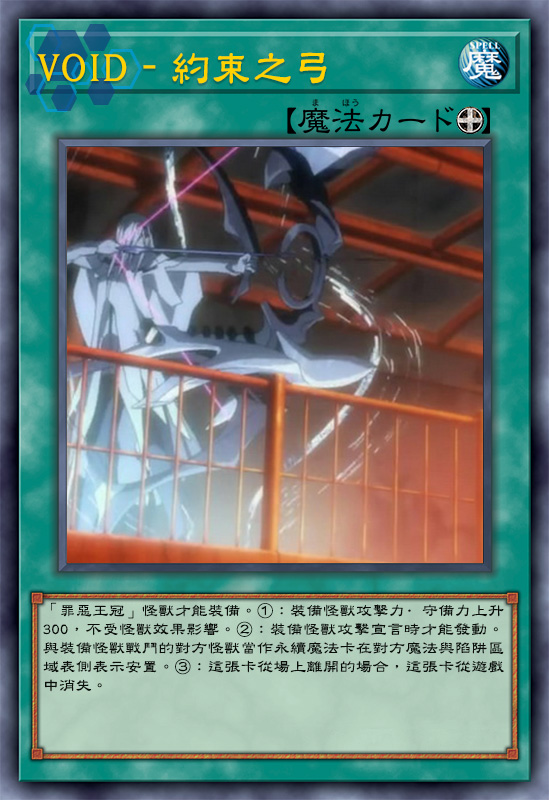 VOID - 約束之弓
SPELL
魔
ま ほう
【魔法カード】
「罪惡王冠」怪獸才能裝備。①：裝備怪獸攻擊力· 守備力上升
300，不受怪獸效果影響。②：裝備怪獸攻擊宣言時才能發動。
與裝備怪獸戰鬥的對方怪獸當作永續魔法卡在對方魔法與陷阱區
域表側表示安置。③：這張卡從場上離開的場合，這張卡從遊戲
中消失。